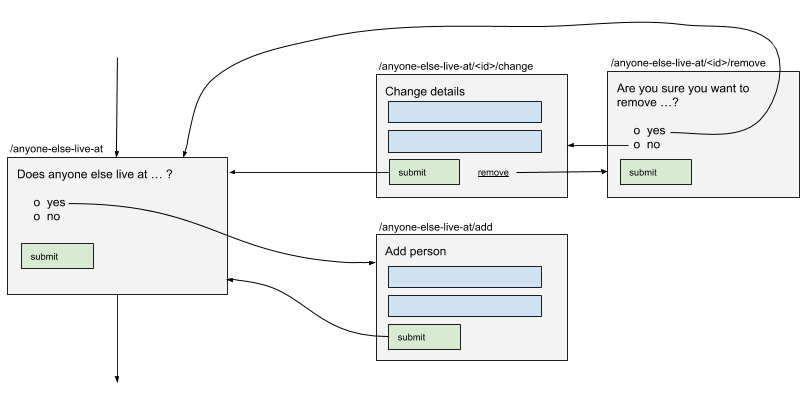 /anyone-else-live-at
Does anyone else live at ... ?
o yes
o no
submit
/anyone-else-live-at/<id>/change
Change details
submit
remove
/anyone-else-live-at/<id>/remove
Are you sure you want to
remove ...?
o yes
o no
submit
/anyone-else-live-at/add
Add person
submit